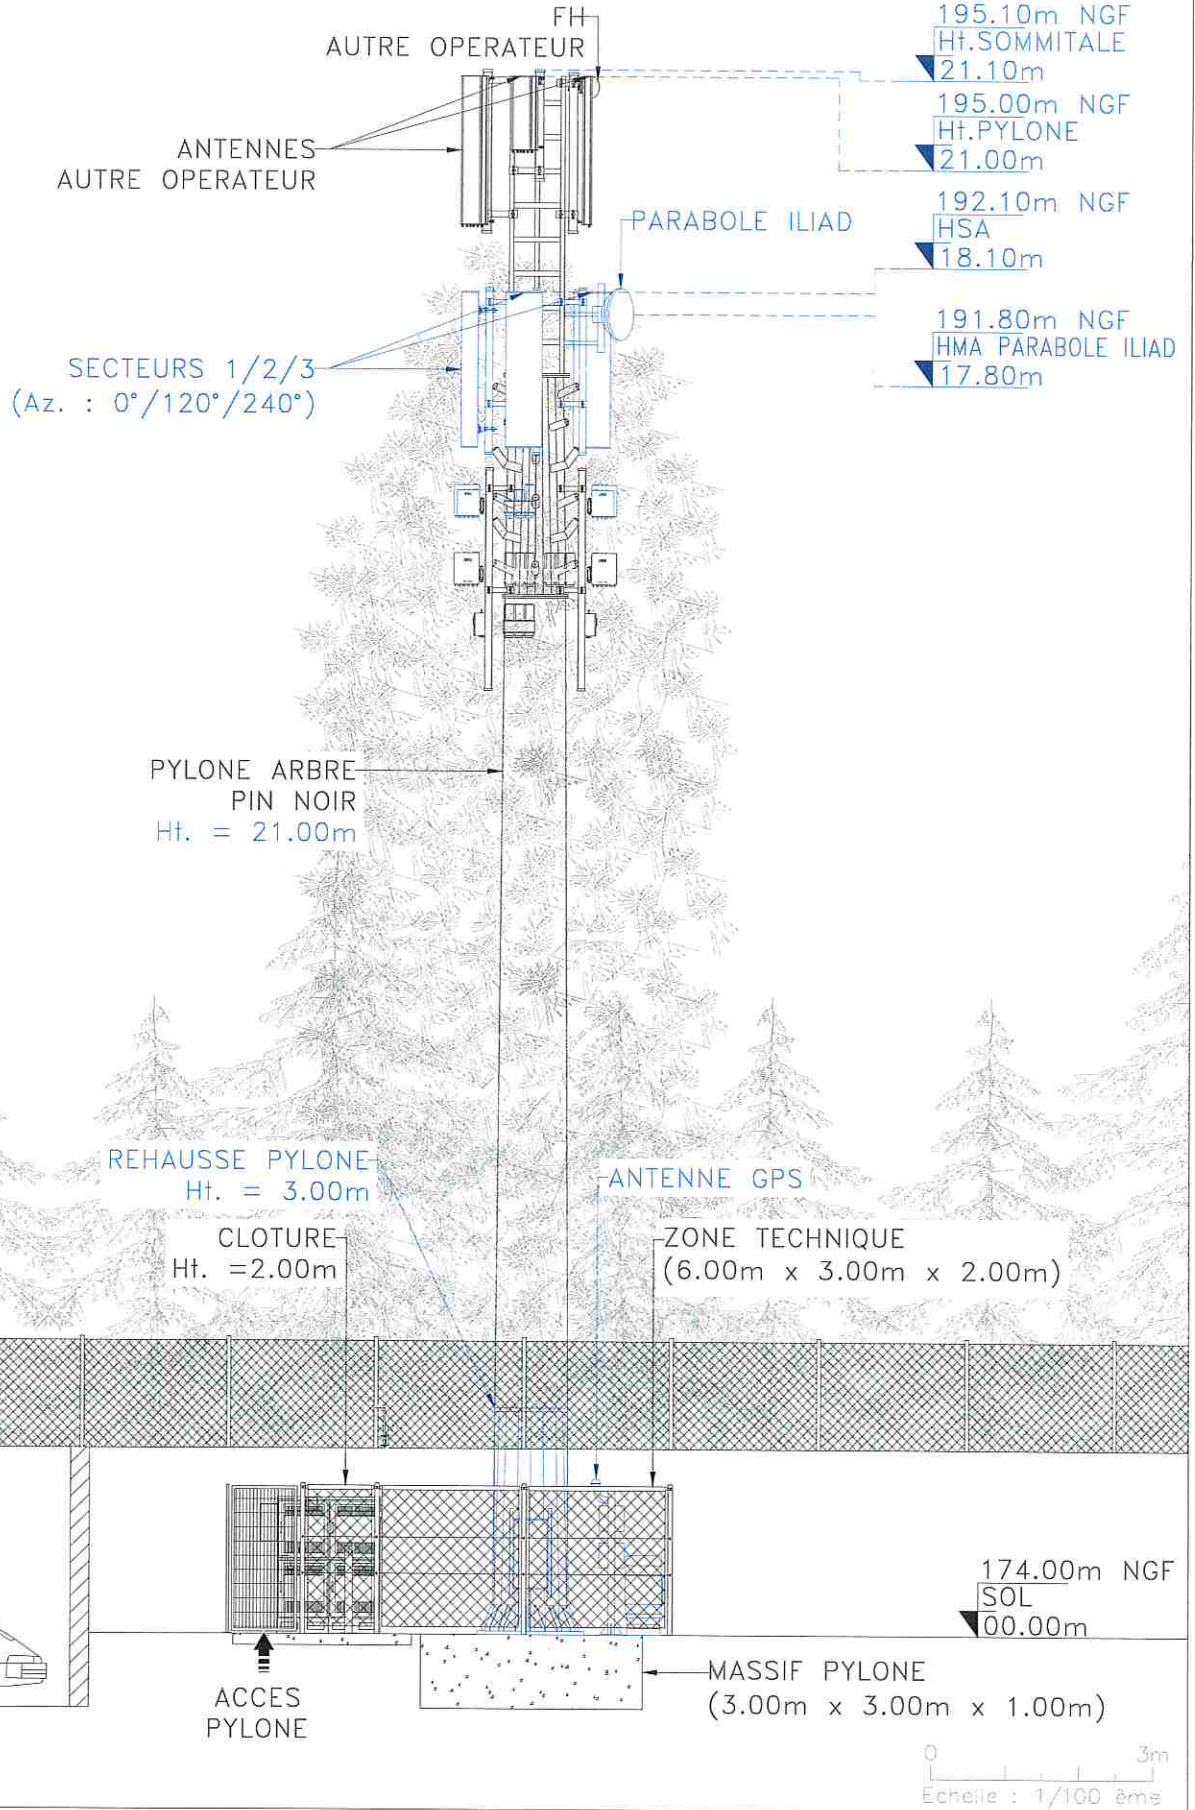 FH
AUTRE OPERATEUR
195.10m NGF
Ht.SOMMITALE
21.10m
195.00m NGF
Ht.PYLONE
21.00m
ANTENNES
AUTRE OPERATEUR
192.10m NGF
HSA
18.10m
PARABOLE ILIAD
191.80m NGF
HMA PARABOLE ILIAD
17.80m
SECTEURS 1/2/3
(Az. : 0°/120°/240°)
PYLONE ARBRE
PIN NOIR
Ht. = 21.00m
REHAUSSE PYLONE
Ht. = 3.00m
ANTENNE GPS
CLOTURE
Ht. =2.00m
ZONE TECHNIQUE
(6.00m x 3.00m x 2.00m)
174.00m NGF
SOL
00.00m
MASSIF PYLONE
(3.00m x 3.00m x 1.00m)
ACCES
PYLONE
0 3m
Echelle : 1/100 ème